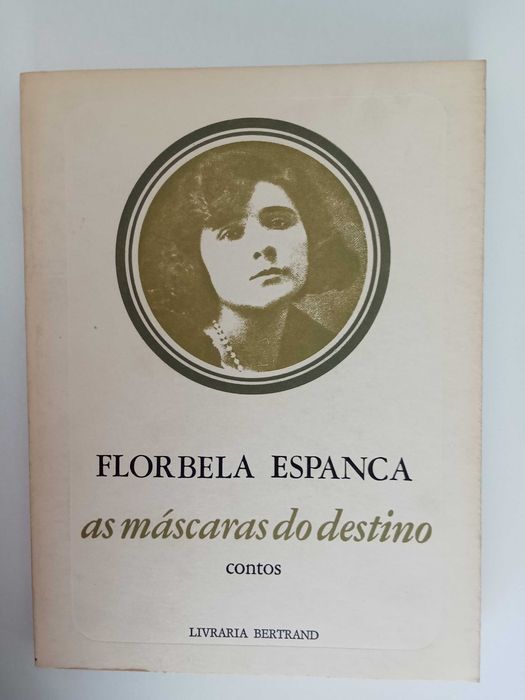 FLORBELA ESPANCA
as máscaras do destino
contos
LIVRARIA BERTRAND